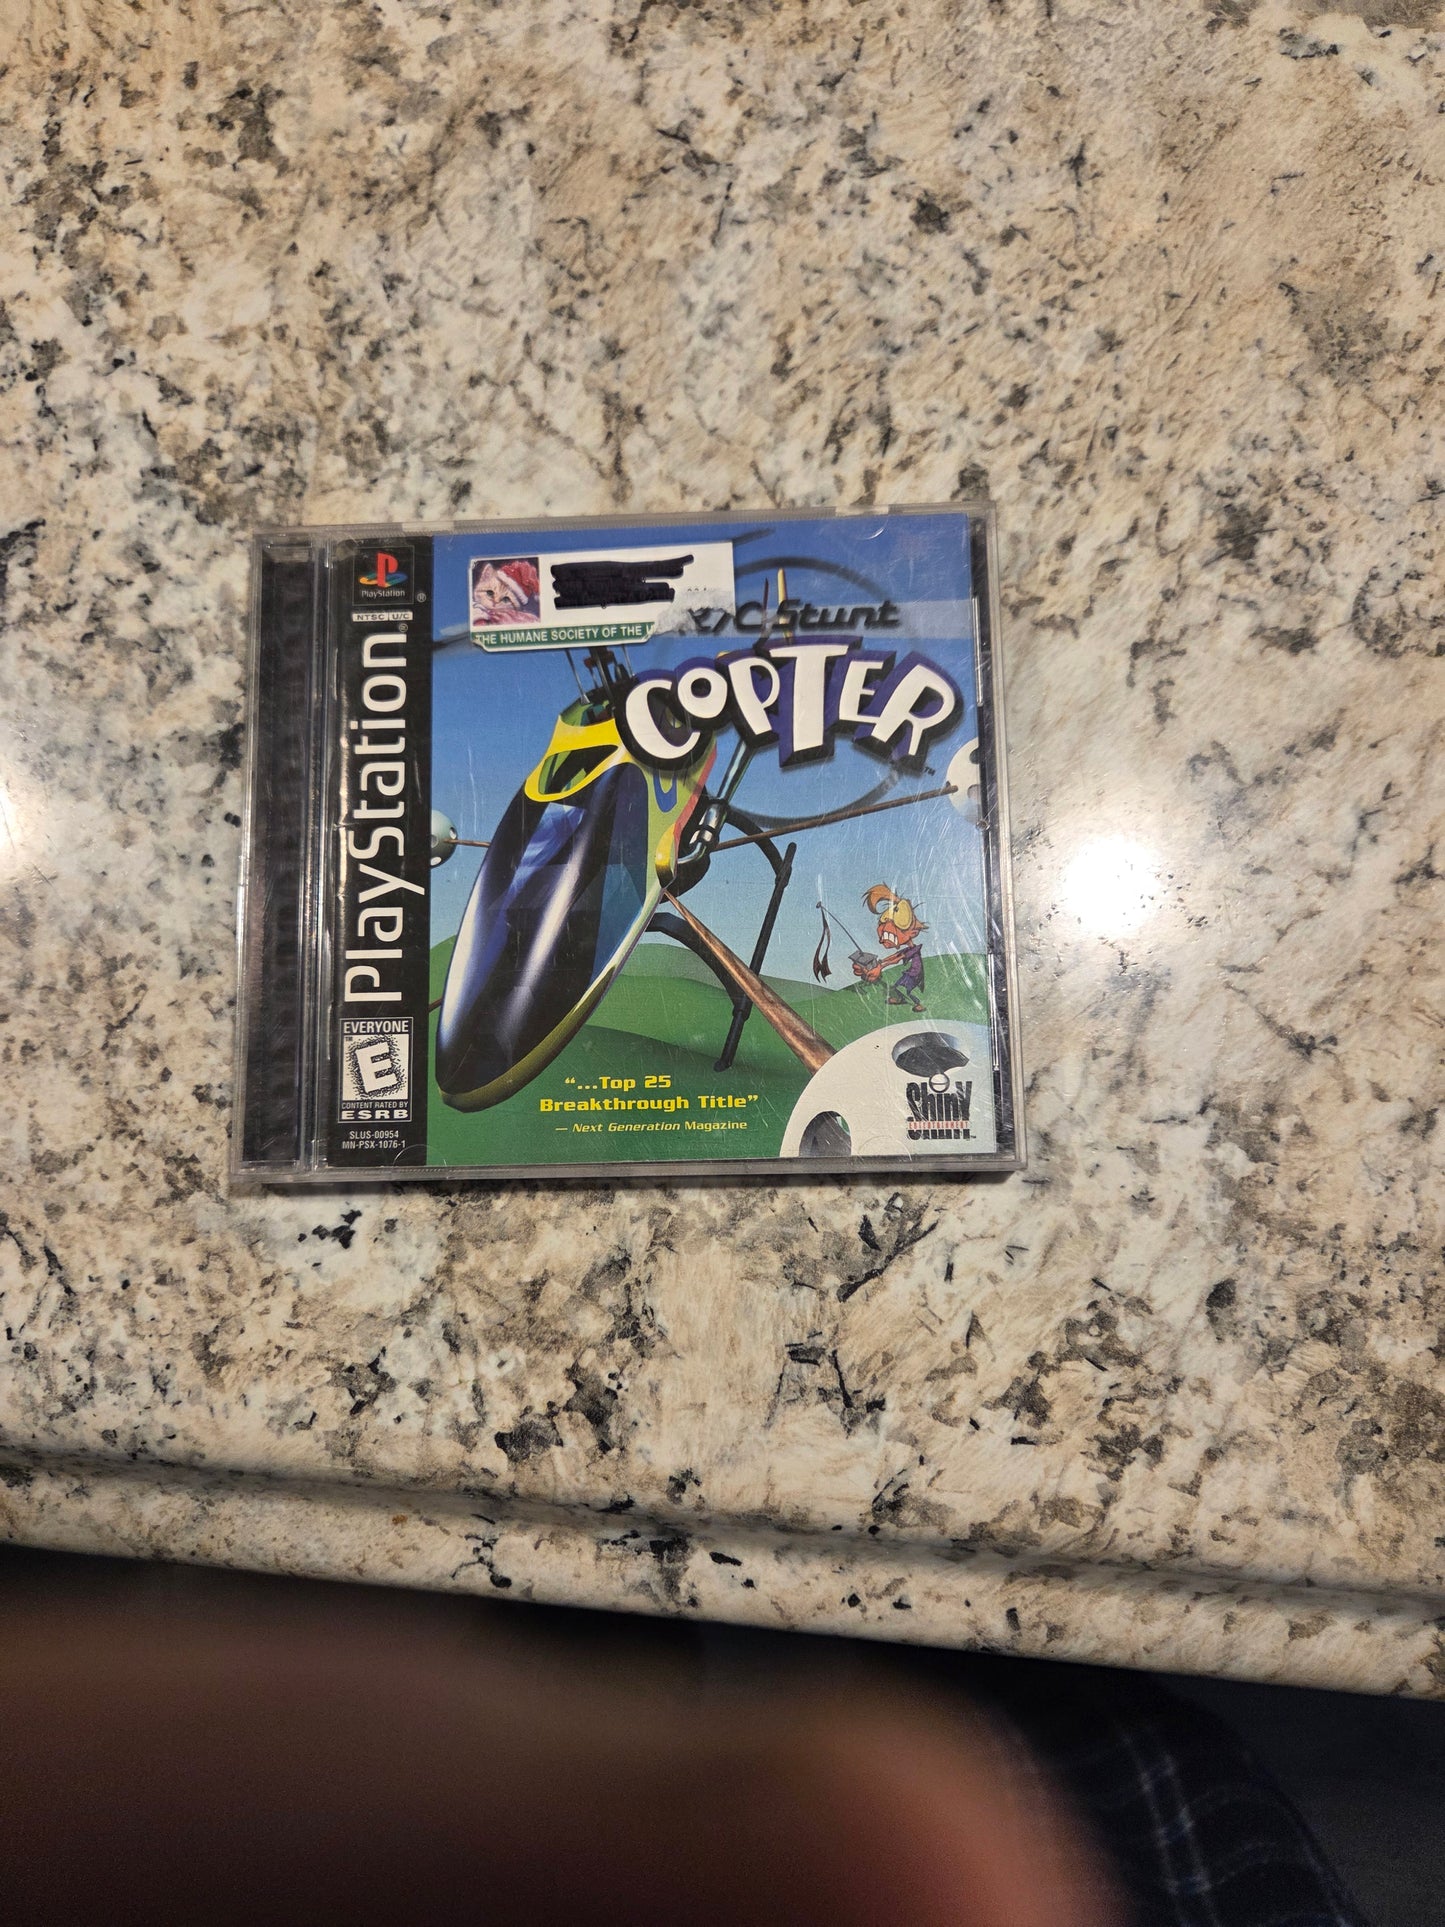 PlayStation
NTSC U/C
PlayStation
EVERYONE
E
CONTENT RATED BY
ESRB
SLUS-00954
MN-PSX-1076-1
THE HUMANE SOCIETY OF THE
R/C Stunt
COPTER
"...Top 25
Breakthrough Title"
— Next Generation Magazine
Shiny
ENTERTAINMENT